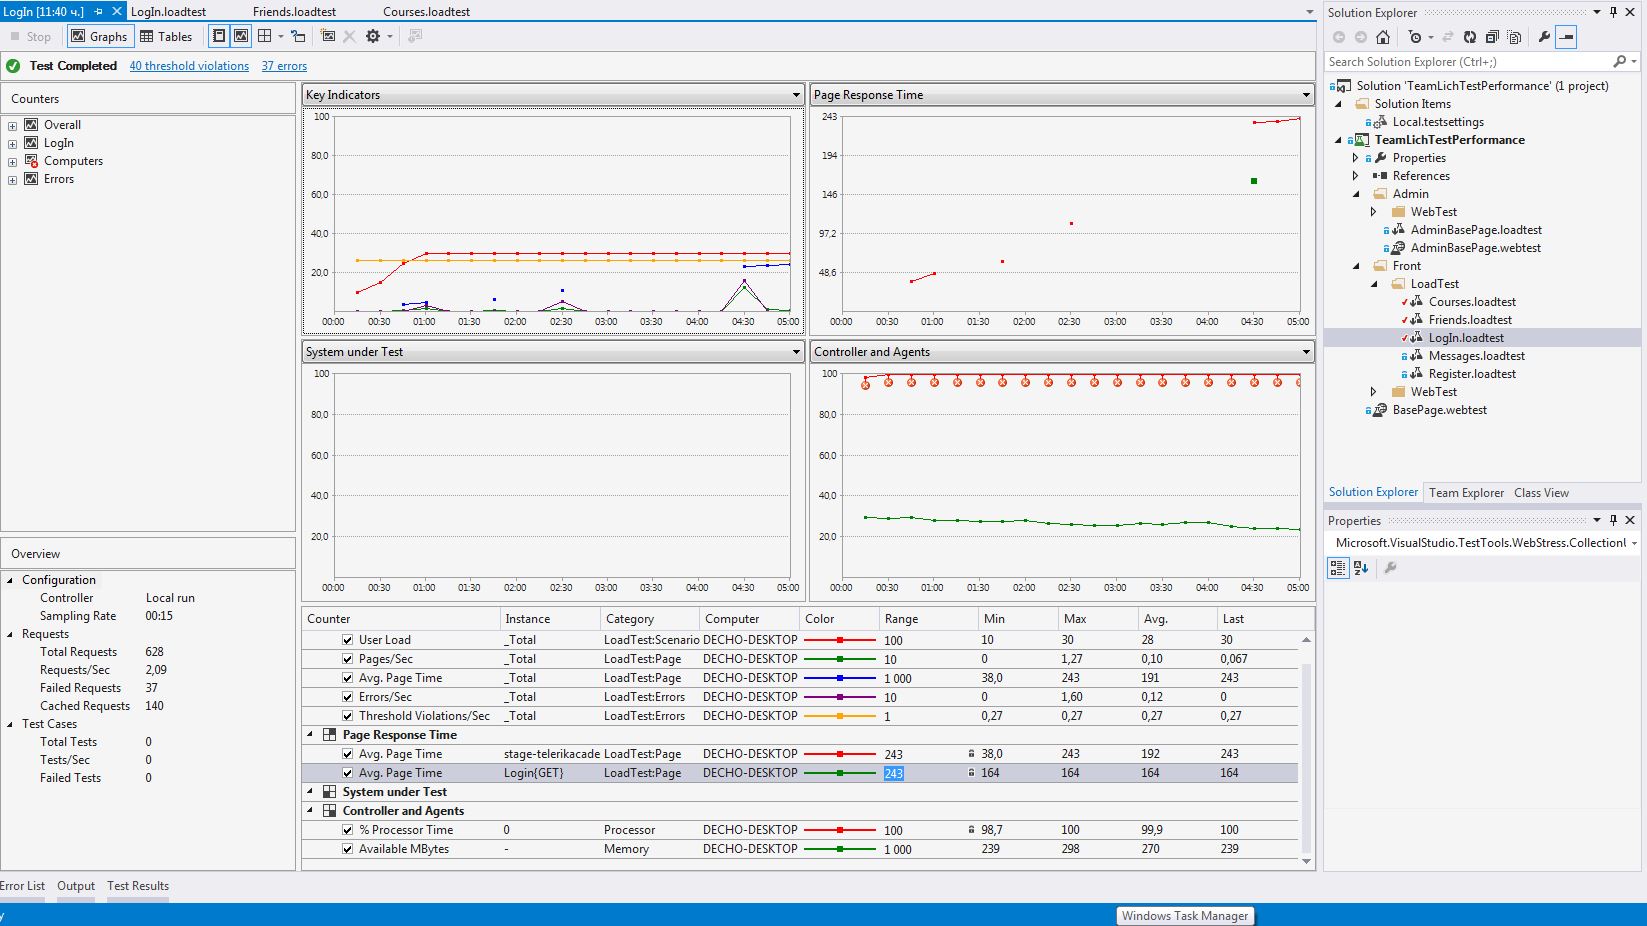 LogIn [11:40 ч.]
LogIn.loadtest
Friends.loadtest
Courses.loadtest
Stop
Graphs
Tables
Test Completed 40 threshold violations 37 errors
Counters
Overall
LogIn
Computers
Errors
Overview
Configuration
Controller Local run
Sampling Rate 00:15
Requests
Total Requests 628
Requests/Sec 2,09
Failed Requests 37
Cached Requests 140
Test Cases
Total Tests 0
Tests/Sec 0
Failed Tests 0
Key Indicators
100
80,0
60,0
40,0
20,0
00:00 00:30 01:00 01:30 02:00 02:30 03:00 03:30 04:00 04:30 05:00
Page Response Time
243
194
146
97,2
48,6
00:00 00:30 01:00 01:30 02:00 02:30 03:00 03:30 04:00 04:30 05:00
System under Test
100
80,0
60,0
40,0
20,0
00:00 00:30 01:00 01:30 02:00 02:30 03:00 03:30 04:00 04:30 05:00
Controller and Agents
100
80,0
60,0
40,0
20,0
00:00 00:30 01:00 01:30 02:00 02:30 03:00 03:30 04:00 04:30 05:00
Counter Instance Category Computer Color Range Min Max Avg. Last
User Load _Total LoadTest:Scenario DECHO-DESKTOP 100 10 30 28 30
Pages/Sec _Total LoadTest:Page DECHO-DESKTOP 10 0 1,27 0,10 0,067
Avg. Page Time _Total LoadTest:Page DECHO-DESKTOP 1 000 38,0 243 191 243
Errors/Sec _Total LoadTest:Errors DECHO-DESKTOP 10 0 1,60 0,12 0
Threshold Violations/Sec _Total LoadTest:Errors DECHO-DESKTOP 1 0,27 0,27 0,27 0,27
Page Response Time
Avg. Page Time stage-telerikacade LoadTest:Page DECHO-DESKTOP 243 38,0 243 192 243
Avg. Page Time Login{GET} LoadTest:Page DECHO-DESKTOP 243 164 164 164 164
System under Test
Controller and Agents
% Processor Time 0 Processor DECHO-DESKTOP 100 98,7 100 99,9 100
Available MBytes - Memory DECHO-DESKTOP 1 000 239 298 270 239
Solution Explorer
Search Solution Explorer (Ctrl+;)
Solution 'TeamLichTestPerformance' (1 project)
Solution Items
Local.testsettings
TeamLichTestPerformance
Properties
References
Admin
WebTest
AdminBasePage.loadtest
AdminBasePage.webtest
Front
LoadTest
Courses.loadtest
Friends.loadtest
LogIn.loadtest
Messages.loadtest
Register.loadtest
WebTest
BasePage.webtest
Solution Explorer Team Explorer Class View
Properties
Microsoft.VisualStudio.TestTools.WebStress.Collection
Error List Output Test Results
Windows Task Manager